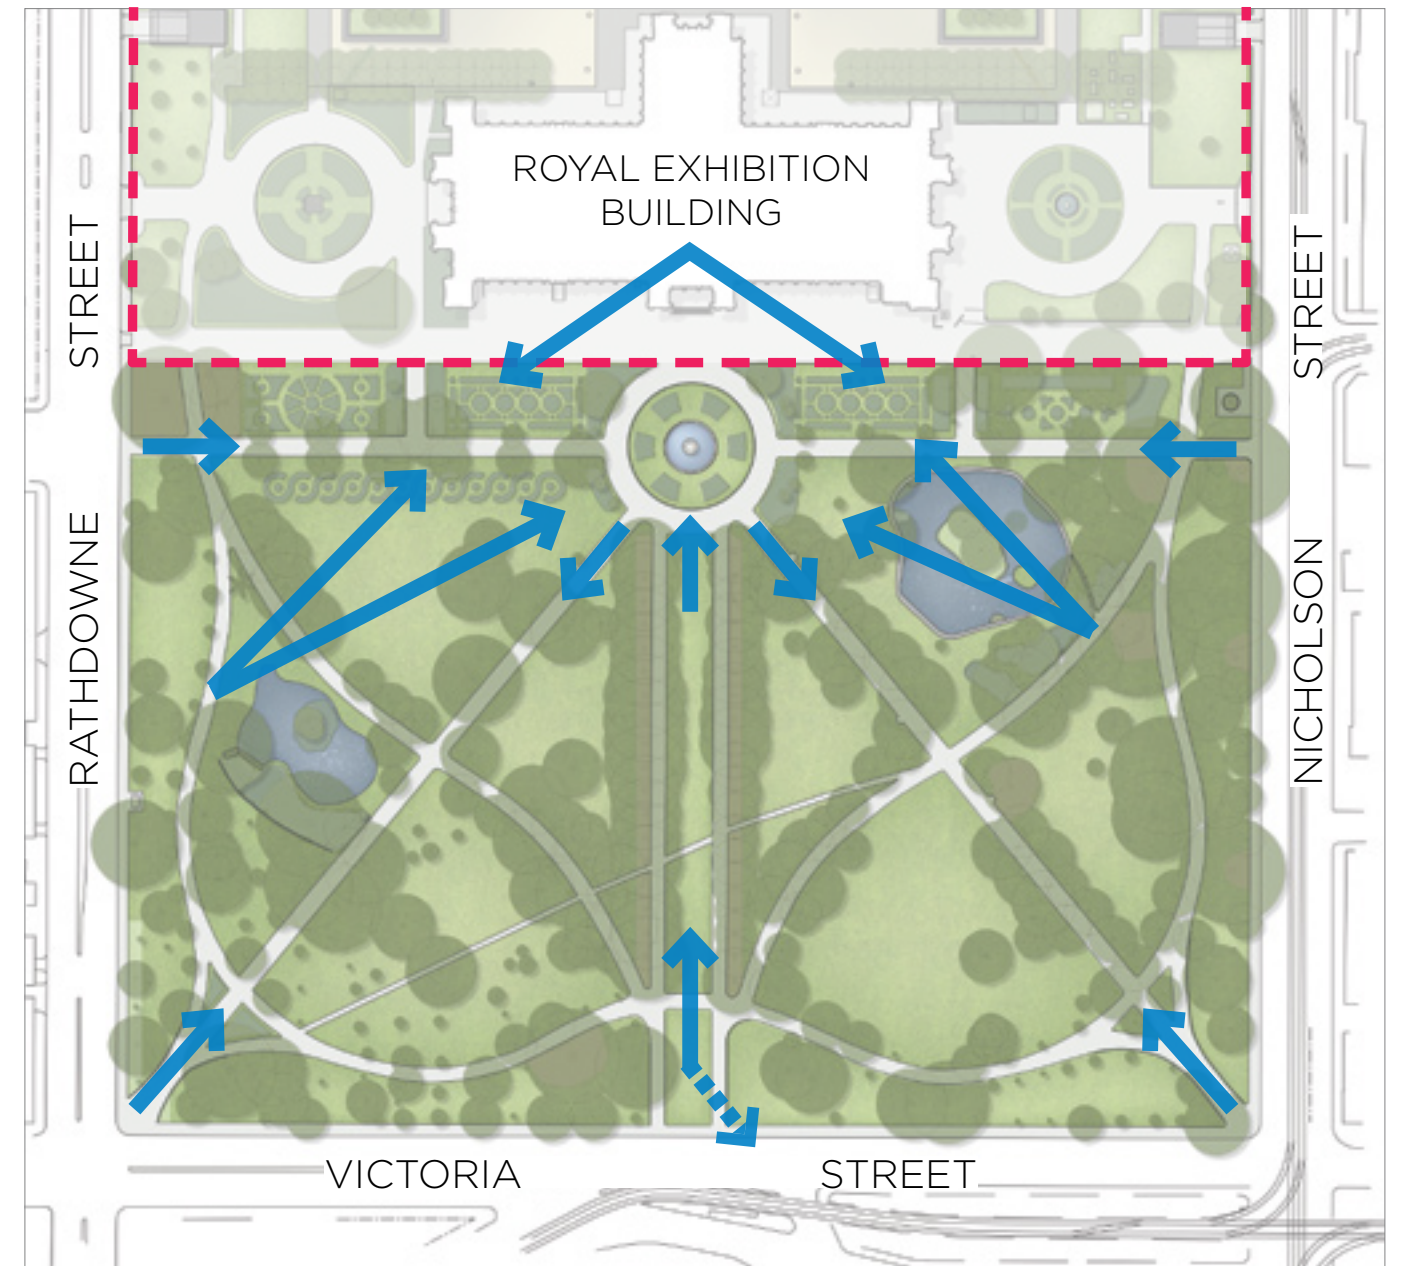 ROYAL EXHIBITION
BUILDING
STREET
STREET
RATHDOWNE
NICHOLSON
VICTORIA
STREET